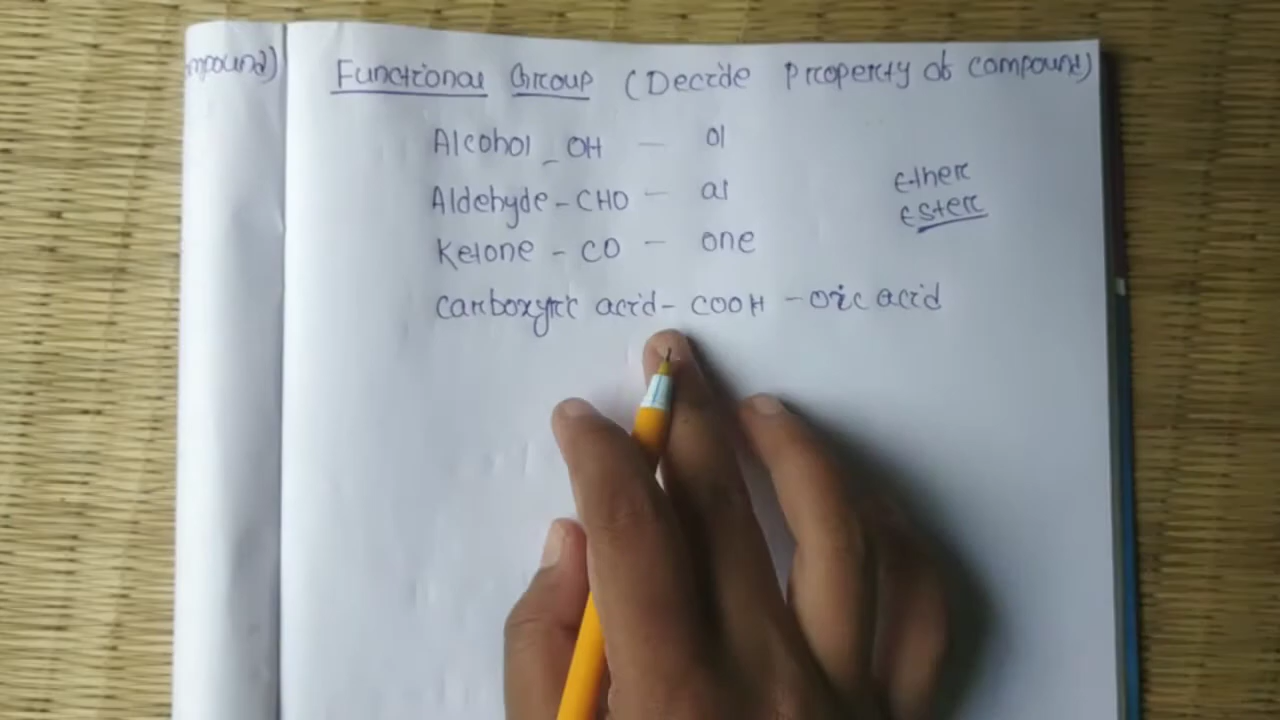 mpound)
Functional Group (Decide Property of compound)
Alcohol - OH — ol
Aldehyde - CHO — al
Ketone - CO — one
Carboxylic acid - COOH - oic acid
Ether
Ester